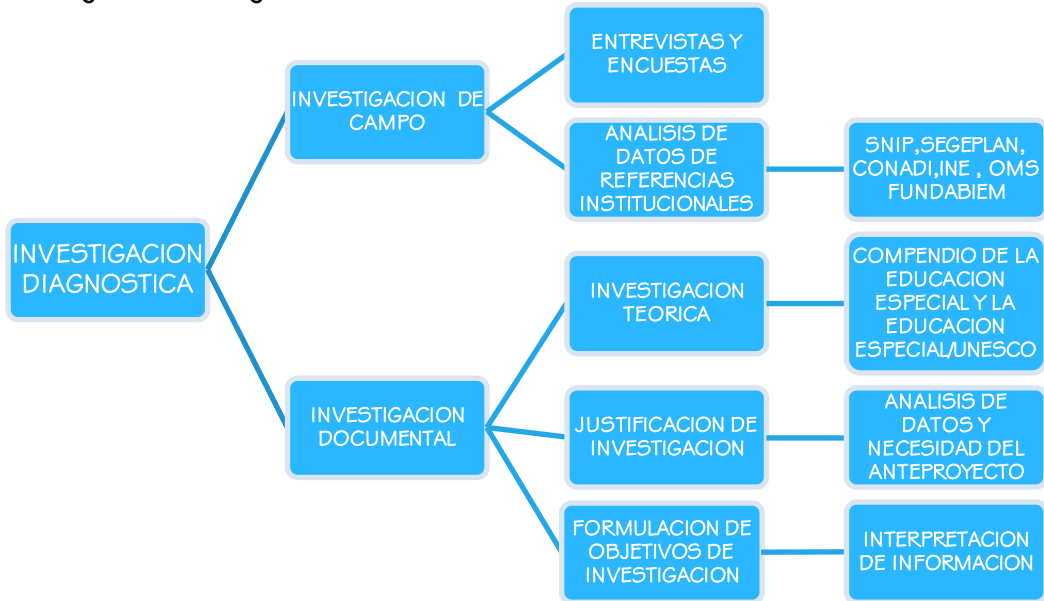 ENTREVISTAS Y
ENCUESTAS
INVESTIGACION DE
CAMPO
ANALISIS DE
DATOS DE
REFERENCIAS
INSTITUCIONALES
SNIP,SEGEPLAN,
CONADI,INE , OMS
FUNDABIEM
INVESTIGACION
DIAGNOSTICA
INVESTIGACION
TEORICA
COMPENDIO DE LA
EDUCACION
ESPECIAL Y LA
EDUCACION
ESPECIAL/UNESCO
INVESTIGACION
DOCUMENTAL
JUSTIFICACION DE
INVESTIGACION
ANALISIS DE
DATOS Y
NECESIDAD DEL
ANTEPROYECTO
FORMULACION DE
OBJETIVOS DE
INVESTIGACION
INTERPRETACION
DE INFORMACION